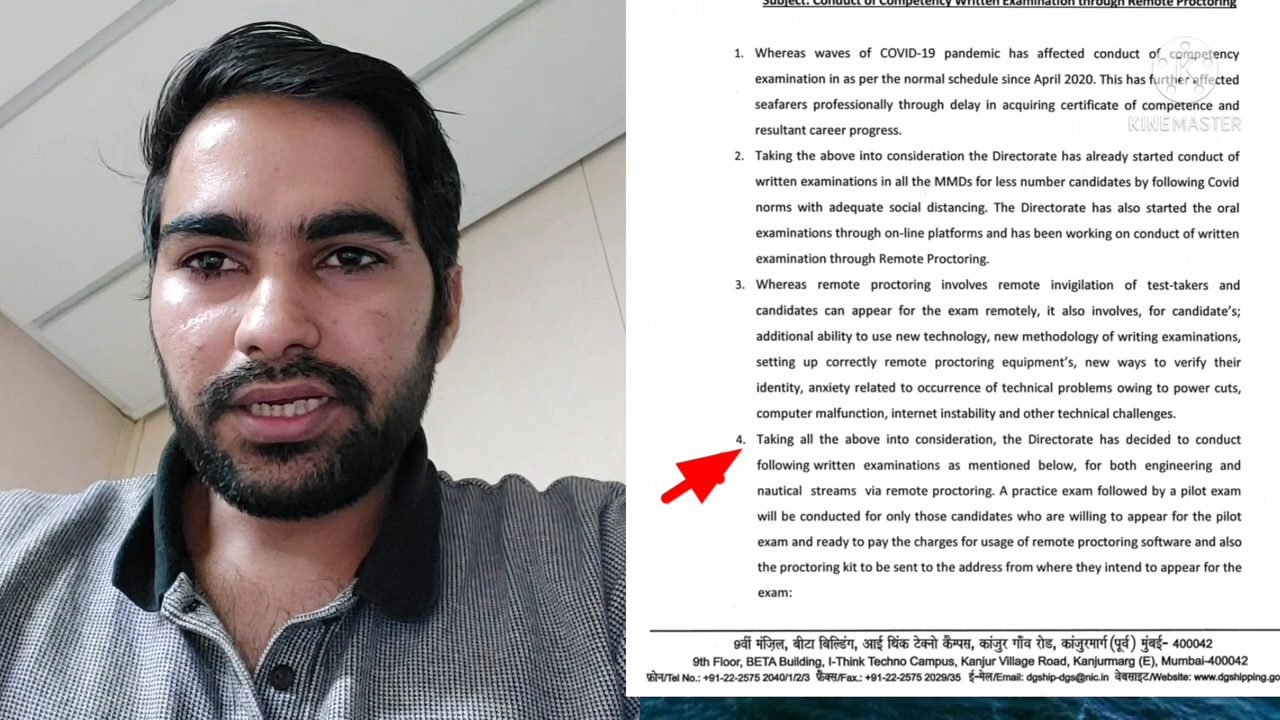 Subject: Conduct of Competency Written Examination through Remote Proctoring
1. Whereas waves of COVID-19 pandemic has affected conduct of competency
examination in as per the normal schedule since April 2020. This has further affected
seafarers professionally through delay in acquiring certificate of competence and
resultant career progress.
2. Taking the above into consideration the Directorate has already started conduct of
written examinations in all the MMDs for less number candidates by following Covid
norms with adequate social distancing. The Directorate has also started the oral
examinations through on-line platforms and has been working on conduct of written
examination through Remote Proctoring.
3. Whereas remote proctoring involves remote invigilation of test-takers and
candidates can appear for the exam remotely, it also involves, for candidate's;
additional ability to use new technology, new methodology of writing examinations,
setting up correctly remote proctoring equipment's, new ways to verify their
identity, anxiety related to occurrence of technical problems owing to power cuts,
computer malfunction, internet instability and other technical challenges.
4. Taking all the above into consideration, the Directorate has decided to conduct
following written examinations as mentioned below, for both engineering and
nautical streams via remote proctoring. A practice exam followed by a pilot exam
will be conducted for only those candidates who are willing to appear for the pilot
exam and ready to pay the charges for usage of remote proctoring software and also
the proctoring kit to be sent to the address from where they intend to appear for the
exam:
9वीं मंज़िल, बीटा बिल्डिंग, आई थिंक टेक्नो कैम्पस, कांजुर गाँव रोड, कांजुरमार्ग (पूर्व) मुंबई- 400042
9th Floor, BETA Building, I-Think Techno Campus, Kanjur Village Road, Kanjurmarg (E), Mumbai-400042
फ़ोन/Tel No.: +91-22-2575 2040/1/2/3 फ़ैक्स/Fax.: +91-22-2575 2029/35 ई-मेल/Email: dgship-dgs@nic.in वेबसाइट/Website: www.dgshipping.go
K
KINEMASTER